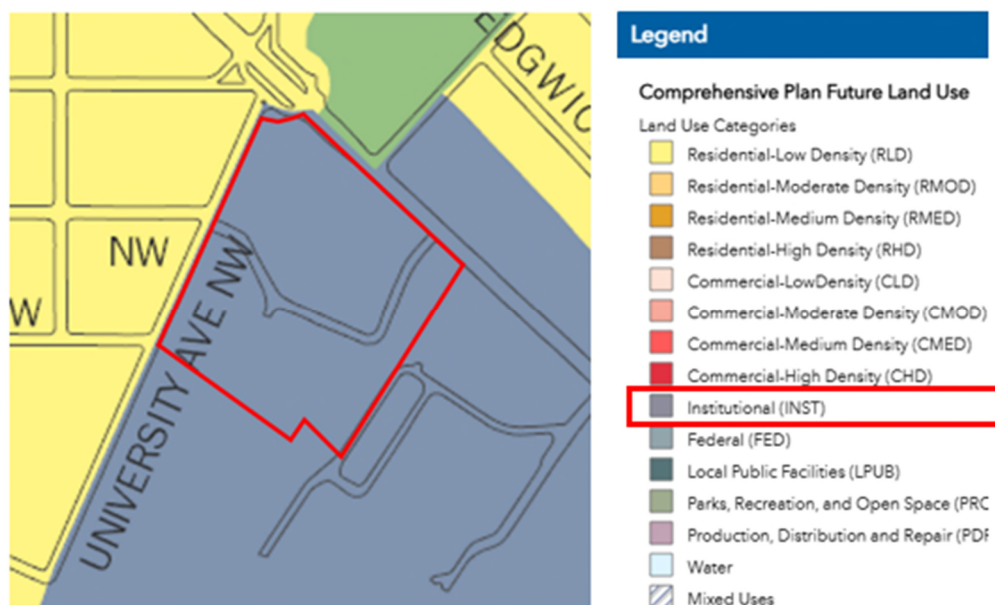 EDGWIC
NW
W
UNIVERSITY AVE NW
Legend
Comprehensive Plan Future Land Use
Land Use Categories
Residential-Low Density (RLD)
Residential-Moderate Density (RMOD)
Residential-Medium Density (RMED)
Residential-High Density (RHD)
Commercial-LowDensity (CLD)
Commercial-Moderate Density (CMOD)
Commercial-Medium Density (CMED)
Commercial-High Density (CHD)
Institutional (INST)
Federal (FED)
Local Public Facilities (LPUB)
Parks, Recreation, and Open Space (PRC
Production, Distribution and Repair (PDF
Water
Mixed Uses